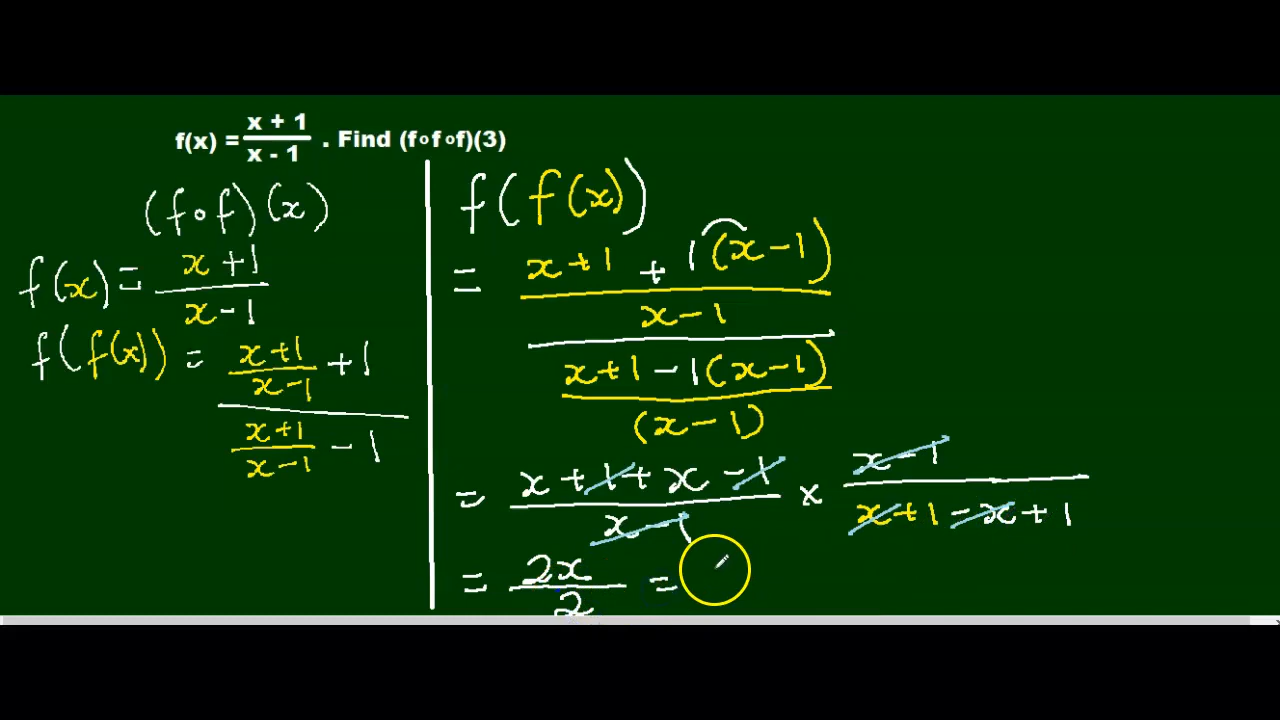 f(x) = x + 1 / x - 1 . Find (f∘f∘f)(3)
(f∘f)(x)
f(x) = x+1 / x-1
f(f(x)) = (x+1 / x-1 + 1) / (x+1 / x-1 - 1)
f(f(x))
= (x+1 + 1(x-1) / x-1) / (x+1 - 1(x-1) / (x-1))
= x+1+x-1 / x-1 × x-1 / x+1-x+1
= 2x / 2 =